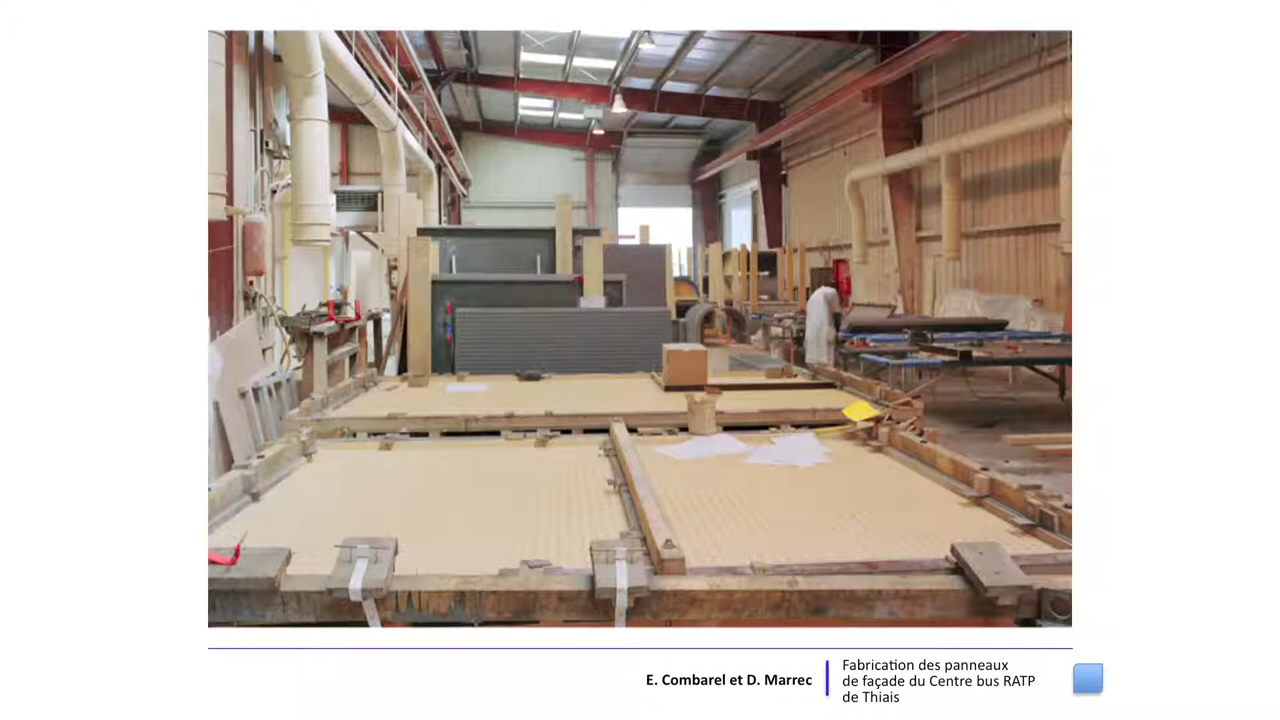 E. Combarel et D. Marrec
Fabrication des panneaux
de façade du Centre bus RATP
de Thiais